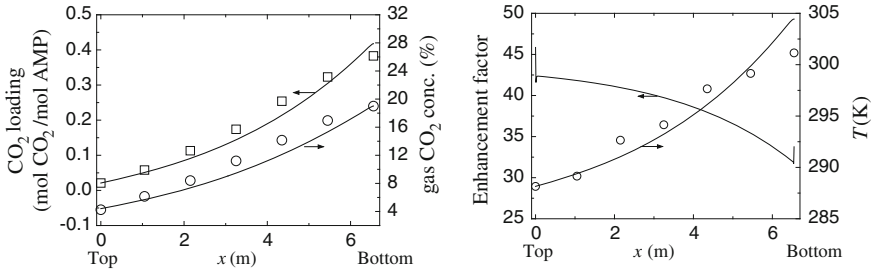 CO2 loading
(mol CO2/mol AMP)
0.5
0.4
0.3
0.2
0.1
0.0
-0.1
32
28
24
20
16
12
8
4
gas CO2 conc. (%)
0 2 4 6
Top x (m) Bottom
Enhancement factor
50
45
40
35
30
25
305
300
295
290
285
T(K)
0 2 4 6
Top x (m) Bottom